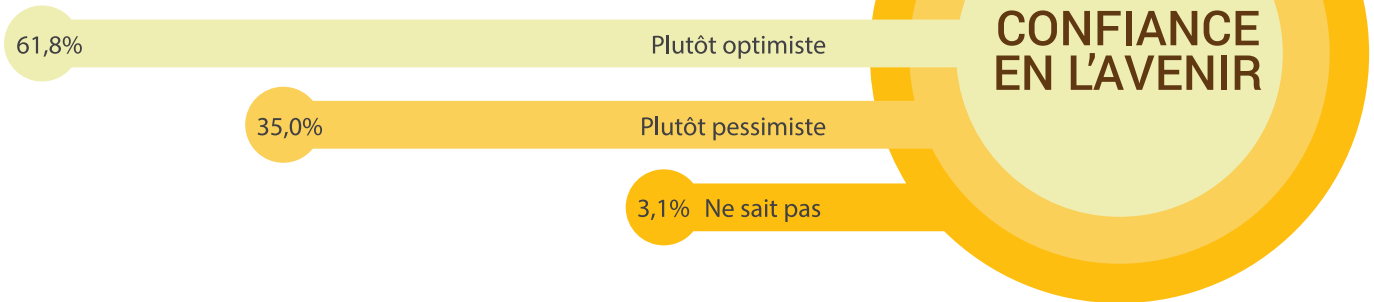 CONFIANCE
EN L'AVENIR
61,8% Plutôt optimiste
35,0% Plutôt pessimiste
3,1% Ne sait pas